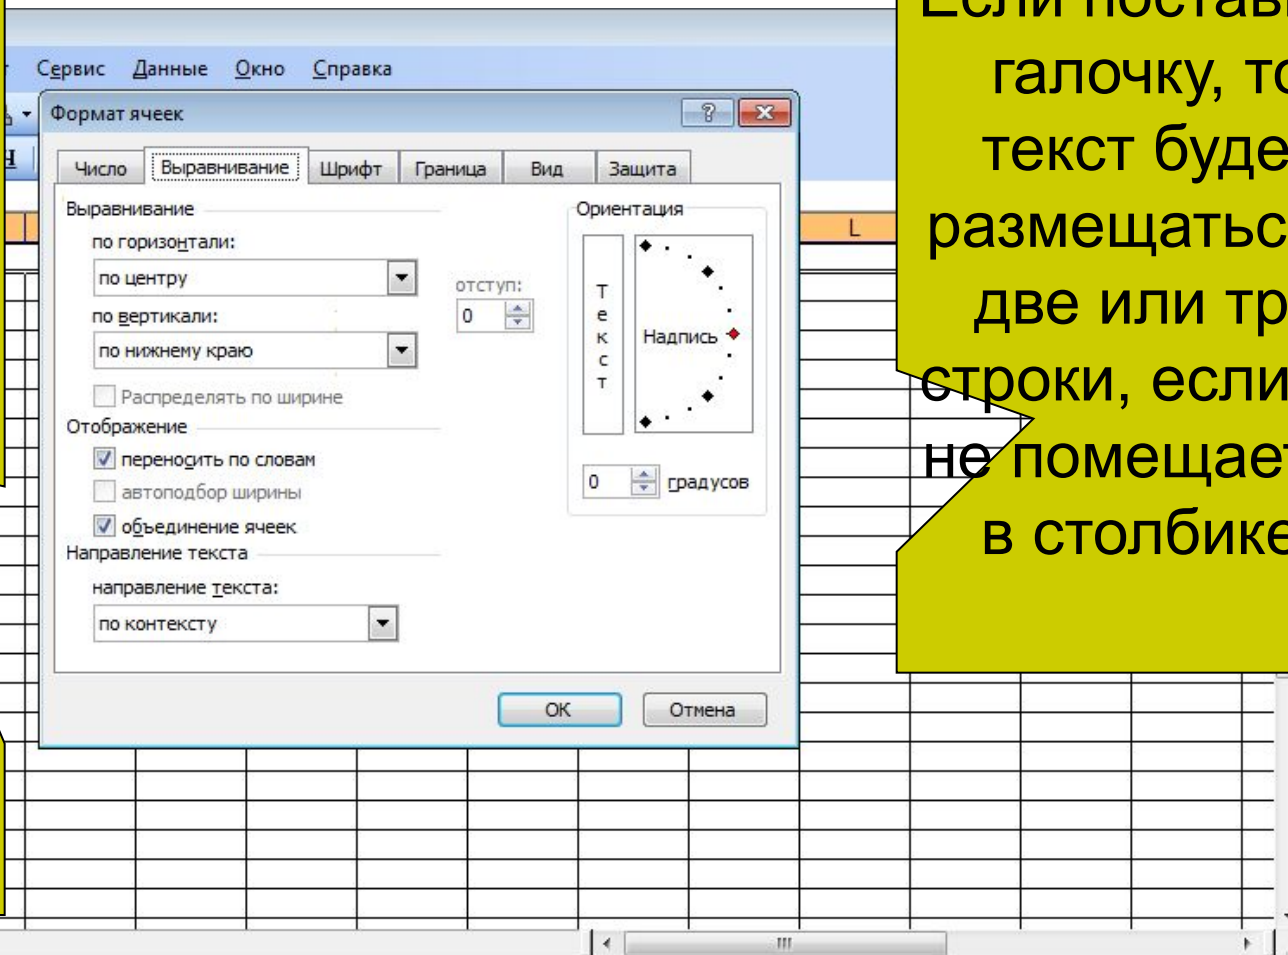 Сервис Данные Окно Справка
Формат ячеек
Число Выравнивание Шрифт Граница Вид Защита
Выравнивание
по горизонтали:
по центру
отступ:
0
по вертикали:
по нижнему краю
Распределять по ширине
Отображение
переносить по словам
автоподбор ширины
объединение ячеек
Направление текста
направление текста:
по контексту
Ориентация
Т
е
к
с
т
Надпись
0 градусов
ОК Отмена
L
Если постав
галочку, то
текст буде
размещатьс
две или тр
строки, если
не помещает
в столбике